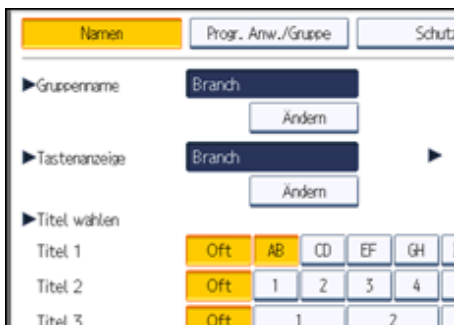 Namen Progr. Anw./Gruppe Schutz
▶Gruppenname Branch
Ändern
▶Tastenanzeige Branch ▶
Ändern
▶Titel wählen
Titel 1 Oft AB CD EF GH
Titel 2 Oft 1 2 3 4
Titel 3 Oft 1 2